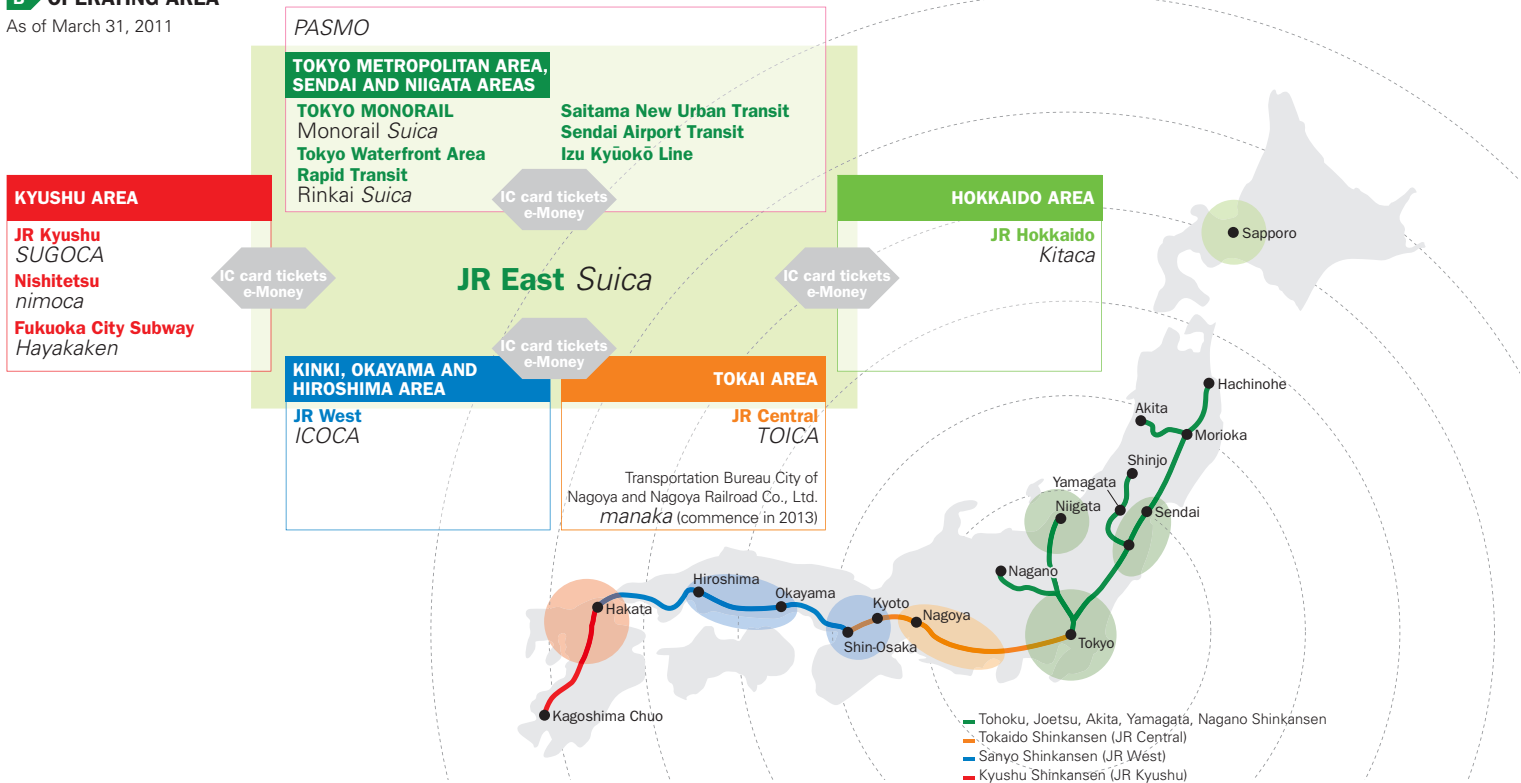 B OPERATING AREA
As of March 31, 2011
PASMO
TOKYO METROPOLITAN AREA,
SENDAI AND NIIGATA AREAS
TOKYO MONORAIL
Monorail Suica
Tokyo Waterfront Area
Rapid Transit
Rinkai Suica
Saitama New Urban Transit
Sendai Airport Transit
Izu Kyūokō Line
IC card tickets
e-Money
KYUSHU AREA
JR Kyushu
SUGOCA
Nishitetsu
nimoca
Fukuoka City Subway
Hayakaken
IC card tickets
e-Money
JR East Suica
IC card tickets
e-Money
HOKKAIDO AREA
JR Hokkaido
Kitaca
IC card tickets
e-Money
KINKI, OKAYAMA AND
HIROSHIMA AREA
JR West
ICOCA
TOKAI AREA
JR Central
TOICA
Transportation Bureau City of
Nagoya and Nagoya Railroad Co., Ltd.
manaka (commence in 2013)
Sapporo
Hachinohe
Akita
Morioka
Shinjo
Yamagata
Niigata
Sendai
Nagano
Hiroshima
Okayama
Kyoto
Hakata
Nagoya
Shin-Osaka
Tokyo
Kagoshima Chuo
Tohoku, Joetsu, Akita, Yamagata, Nagano Shinkansen
Tokaido Shinkansen (JR Central)
Sanyo Shinkansen (JR West)
Kyushu Shinkansen (JR Kyushu)